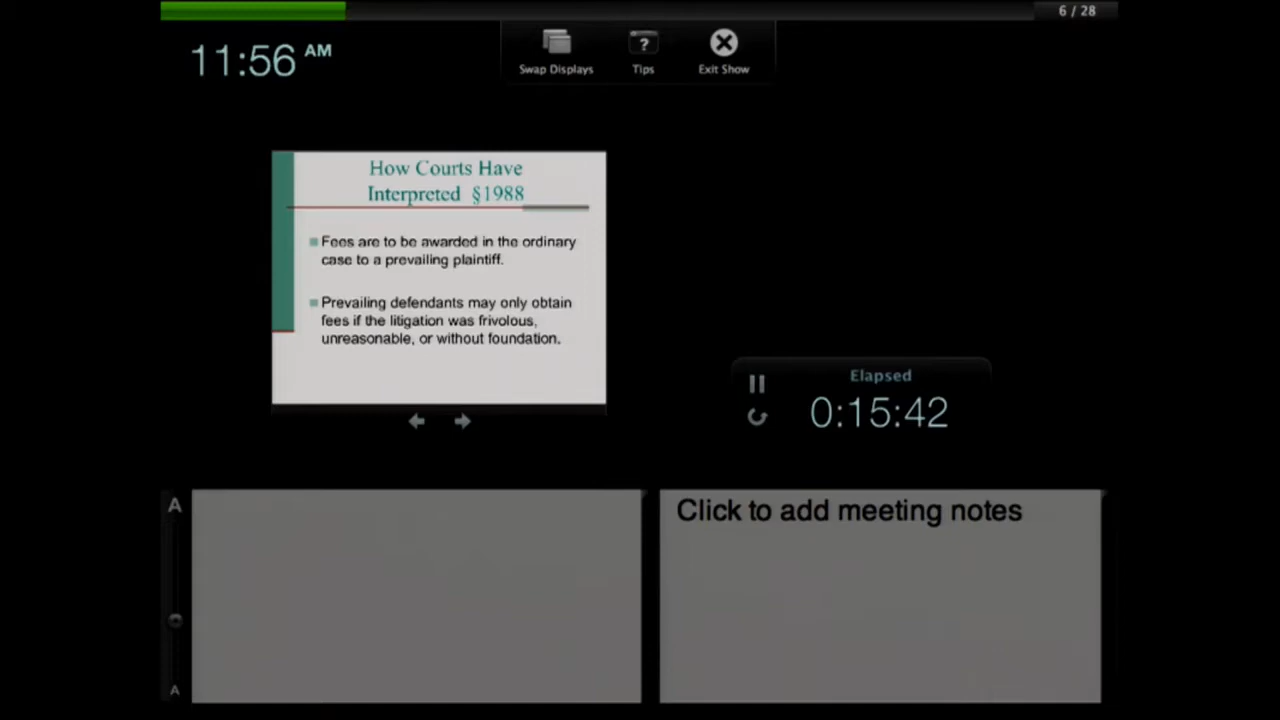 6 / 28
11:56 AM
Swap Displays
Tips
Exit Show
How Courts Have
Interpreted §1988
Fees are to be awarded in the ordinary
case to a prevailing plaintiff.
Prevailing defendants may only obtain
fees if the litigation was frivolous,
unreasonable, or without foundation.
Elapsed
0:15:42
A
Click to add meeting notes
A